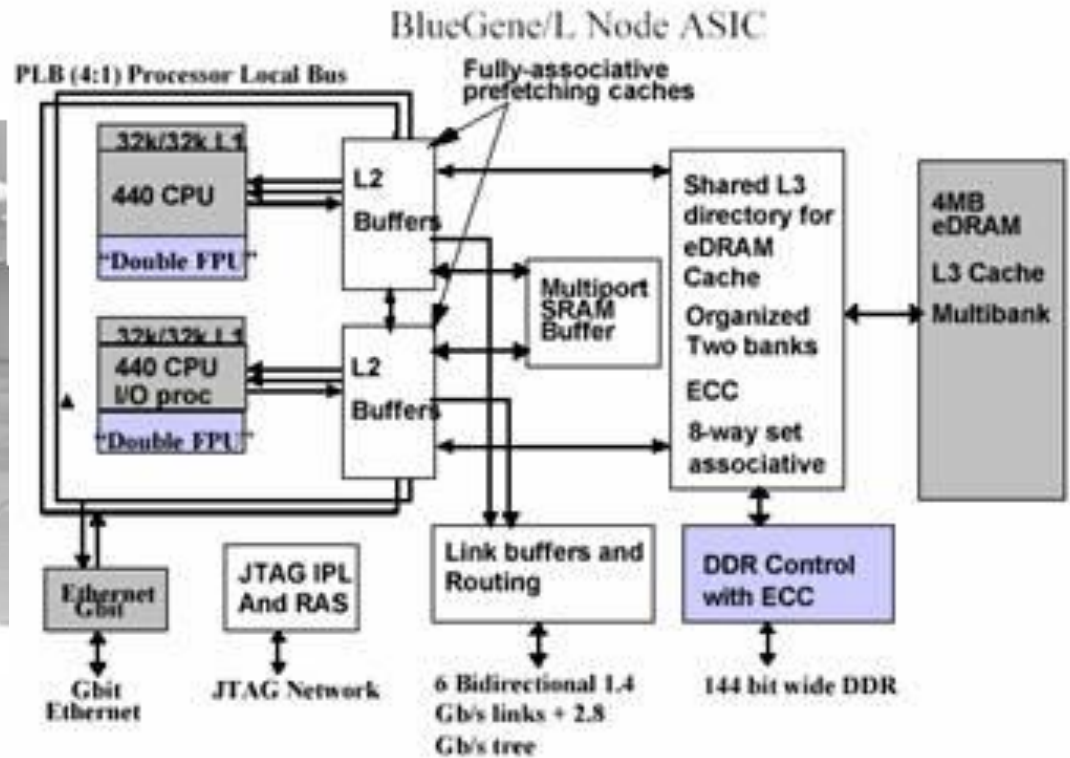 BlueGene/L Node ASIC
PLB (4:1) Processor Local Bus
Fully-associative
prefetching caches
32k/32k L1
440 CPU
"Double FPU"
L2
Buffers
32k/32k L1
440 CPU
I/O proc
"Double FPU"
L2
Buffers
Multiport
SRAM
Buffer
Shared L3
directory for
eDRAM
Cache
Organized
Two banks
ECC
8-way set
associative
4MB
eDRAM
L3 Cache
Multibank
Ethernet
Gbit
JTAG IPL
And RAS
Link buffers and
Routing
DDR Control
with ECC
Gbit
Ethernet
JTAG Network
6 Bidirectional 1.4
Gb/s links + 2.8
Gb/s tree
144 bit wide DDR